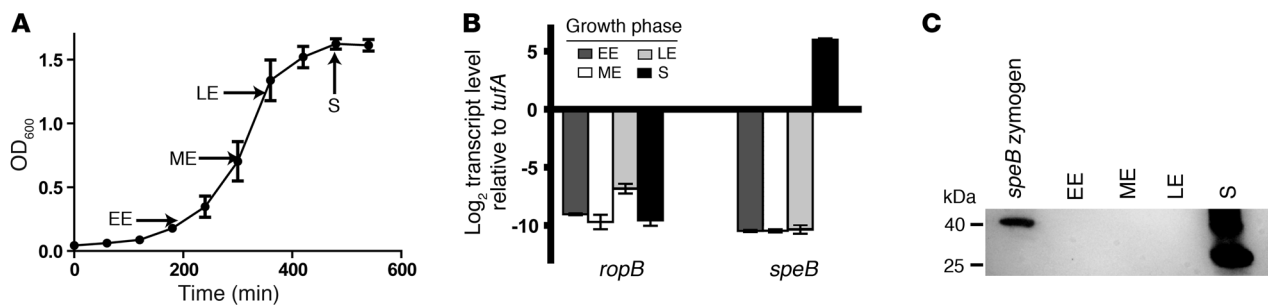 A
OD600
1.5
1.0
0.5
0.0
EE
ME
LE
S
0
200
400
600
Time (min)
B
Growth phase
EE
LE
ME
S
Log2 transcript level
relative to tufA
5
0
-5
-10
ropB
speB
C
kDa
speB zymogen
EE
ME
LE
S
40
25